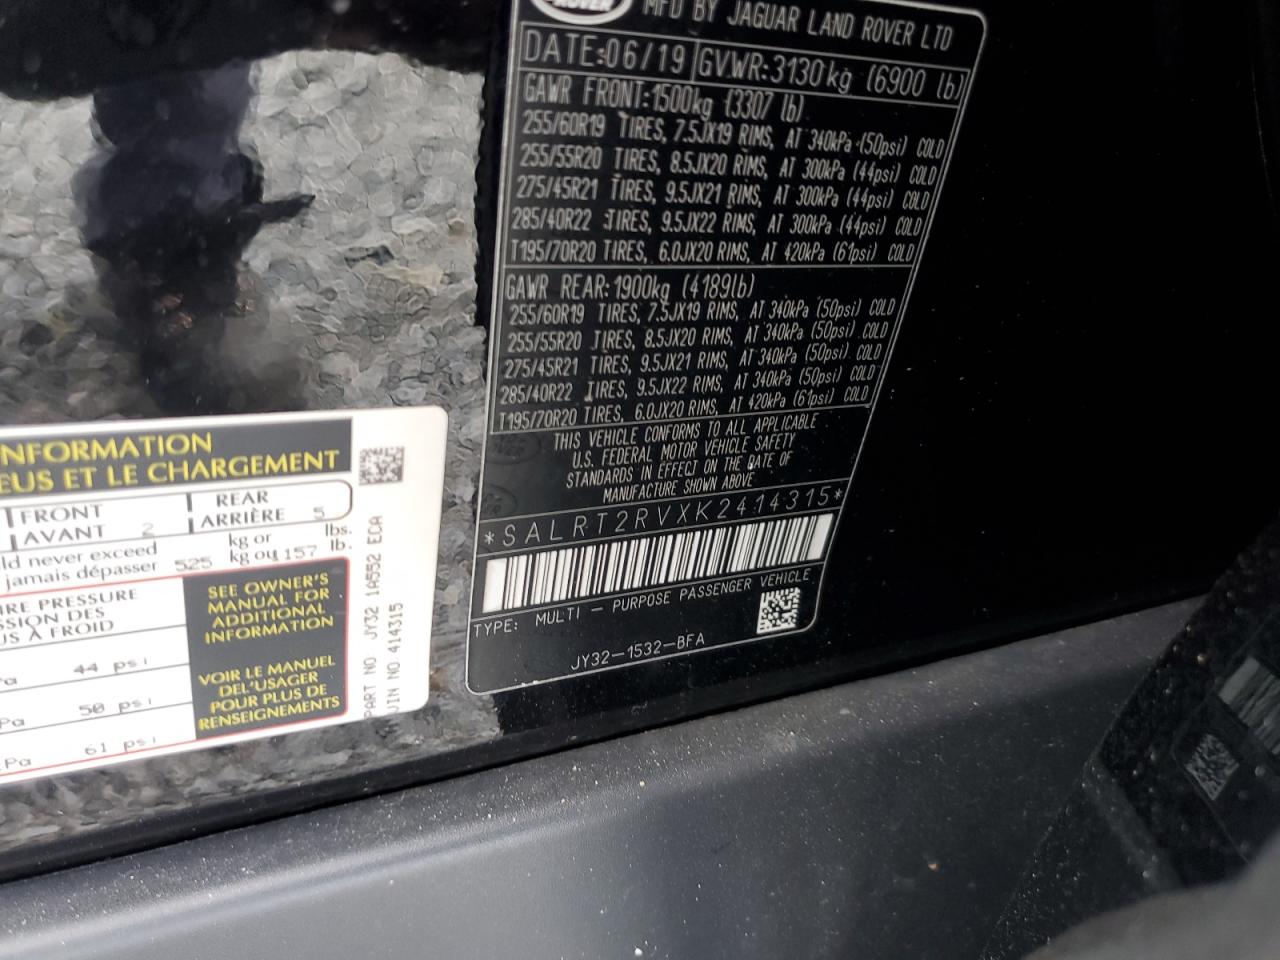 ROVER
MFD BY JAGUAR LAND ROVER LTD
DATE:06/19 GVWR:3130kg (6900 lb)
GAWR FRONT:1500kg (3307 lb)
255/60R19 TIRES, 7.5JX19 RIMS, AT 340kPa (50psi) COLD
255/55R20 TIRES, 8.5JX20 RIMS, AT 300kPa (44psi) COLD
275/45R21 TIRES, 9.5JX21 RIMS, AT 300kPa (44psi) COLD
285/40R22 TIRES, 9.5JX22 RIMS, AT 300kPa (44psi) COLD
T195/70R20 TIRES, 6.0JX20 RIMS, AT 420kPa (61psi) COLD
GAWR REAR:1900kg (4189lb)
255/60R19 TIRES, 7.5JX19 RIMS, AT 340kPa (50psi) COLD
255/55R20 TIRES, 8.5JX20 RIMS, AT 340kPa (50psi) COLD
275/45R21 TIRES, 9.5JX21 RIMS, AT 340kPa (50psi) COLD
285/40R22 TIRES, 9.5JX22 RIMS, AT 340kPa (50psi) COLD
T195/70R20 TIRES, 6.0JX20 RIMS, AT 420kPa (61psi) COLD
THIS VEHICLE CONFORMS TO ALL APPLICABLE
U.S. FEDERAL MOTOR VEHICLE SAFETY
STANDARDS IN EFFECT ON THE DATE OF
MANUFACTURE SHOWN ABOVE
*SALRT2RVXK2414315*
TYPE: MULTI - PURPOSE PASSENGER VEHICLE
JY32-1532-BFA
NFORMATION
EUS ET LE CHARGEMENT
FRONT
AVANT 2
REAR
ARRIÈRE 5
ld never exceed
jamais dépasser 525 kg or
kg ou 1157 lbs.
lb.
IRE PRESSURE
SSION DES
US À FROID
Pa 44 psi
Pa 50 psi
Pa 61 psi
SEE OWNER'S
MANUAL FOR
ADDITIONAL
INFORMATION
VOIR LE MANUEL
DE L'USAGER
POUR PLUS DE
RENSEIGNEMENTS
PART NO: JY32 1A552 ECA
VIN NO:414315